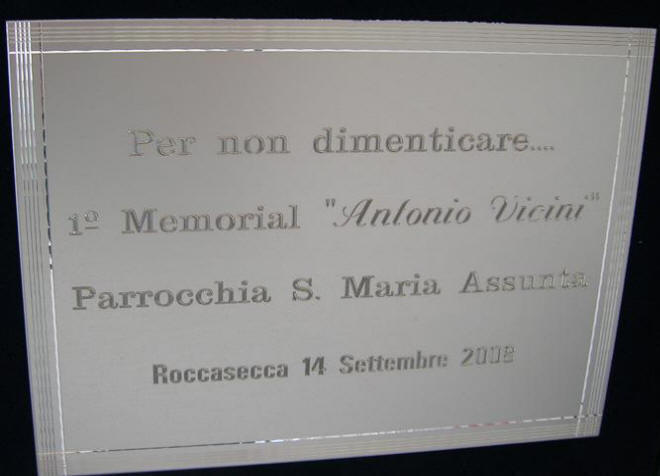 Per non dimenticare....
1º Memorial "Antonio Vicini"
Parrocchia S. Maria Assunta
Roccasecca 14 Settembre 2008